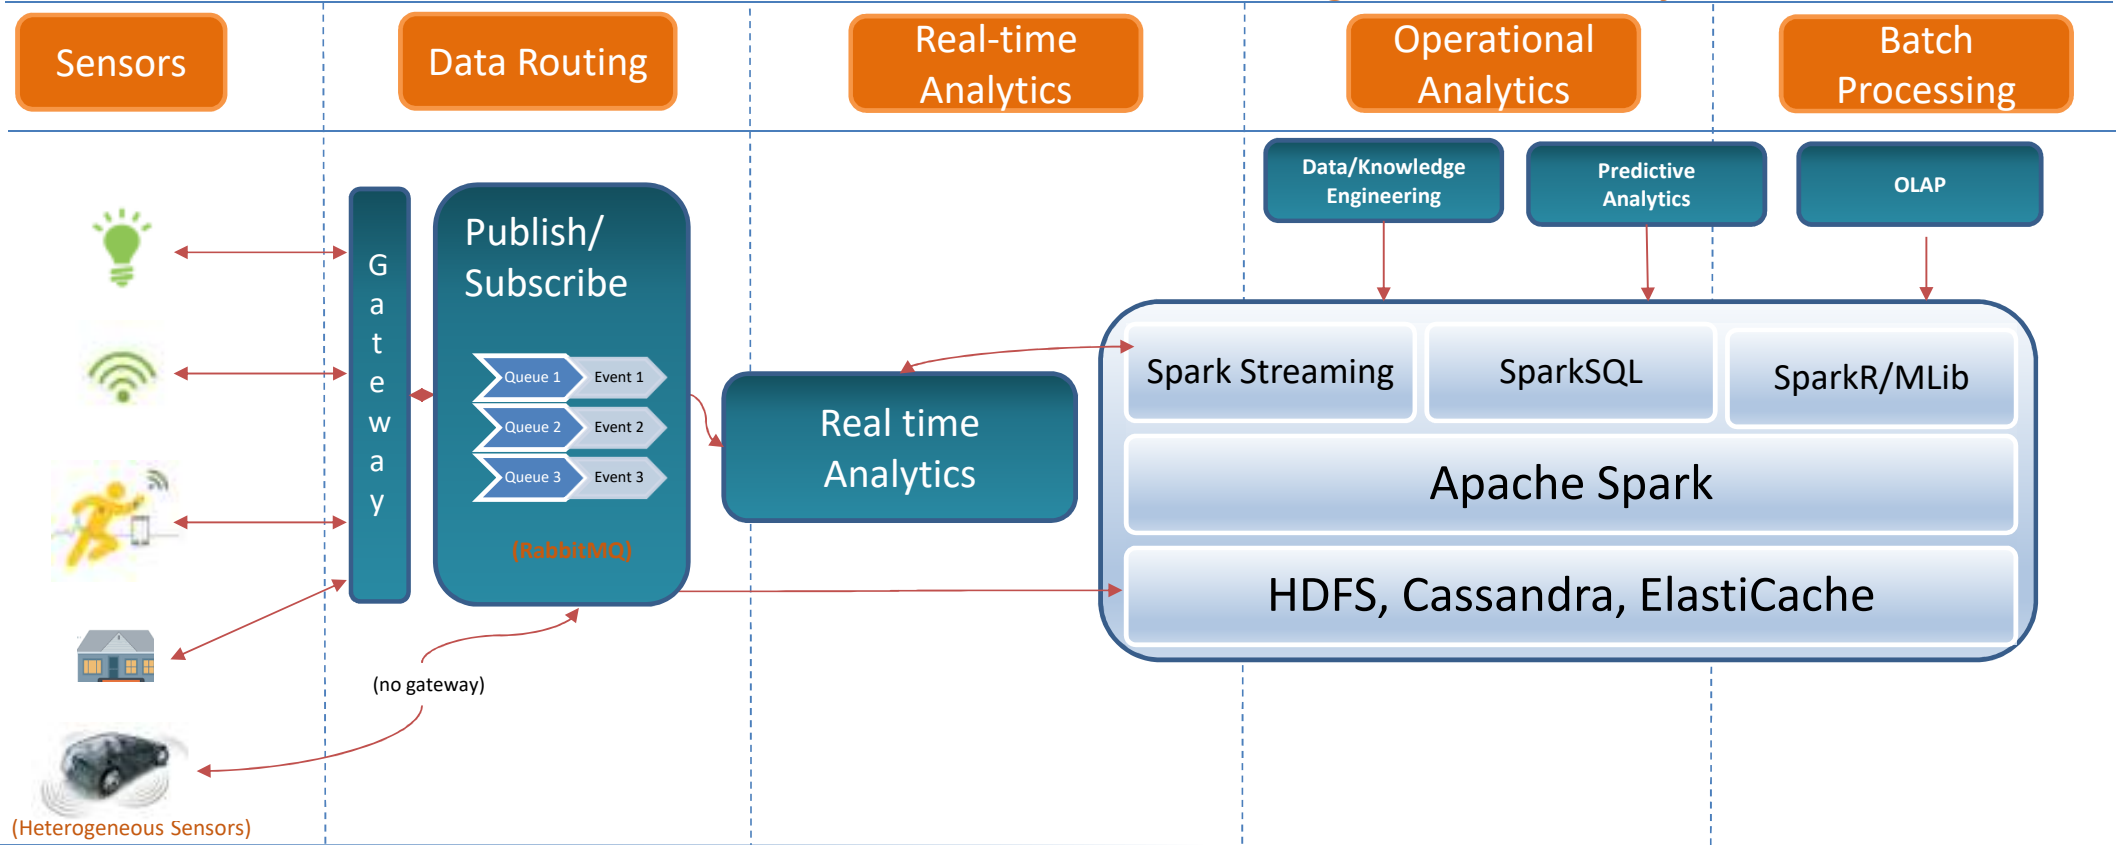 Sensors
Data Routing
Real-time
Analytics
Operational
Analytics
Batch
Processing
Data/Knowledge
Engineering
Predictive
Analytics
OLAP
Gateway
Publish/
Subscribe
Queue 1
Event 1
Queue 2
Event 2
Queue 3
Event 3
(RabbitMQ)
Real time
Analytics
Spark Streaming
SparkSQL
SparkR/MLib
Apache Spark
HDFS, Cassandra, ElastiCache
(no gateway)
(Heterogeneous Sensors)